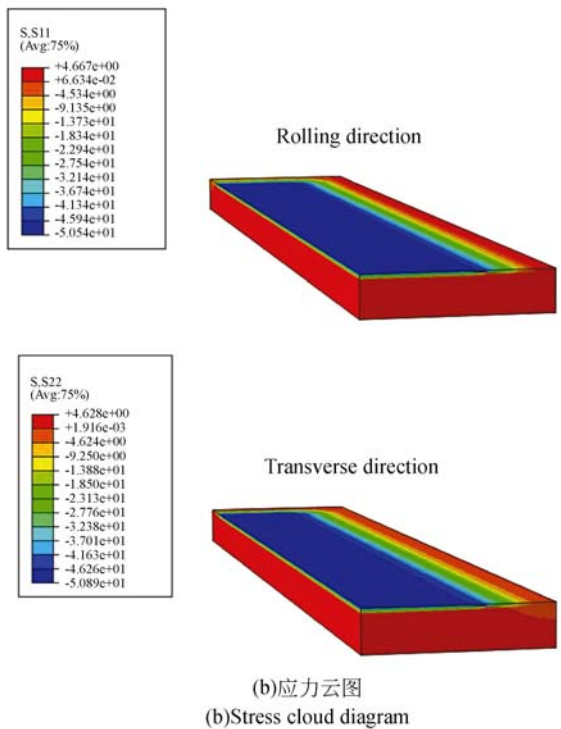 S,S11
(Avg:75%)
+4.667e+00
+6.634e-02
-4.534e+00
-9.135e+00
-1.373e+01
-1.834e+01
-2.294e+01
-2.754e+01
-3.214e+01
-3.674e+01
-4.134e+01
-4.594e+01
-5.054e+01
Rolling direction
S,S22
(Avg:75%)
+4.628e+00
+1.916e-03
-4.624e+00
-9.250e+00
-1.388e+01
-1.850e+01
-2.313e+01
-2.776e+01
-3.238e+01
-3.701e+01
-4.163e+01
-4.626e+01
-5.089e+01
Transverse direction
(b)应力云图
(b)Stress cloud diagram